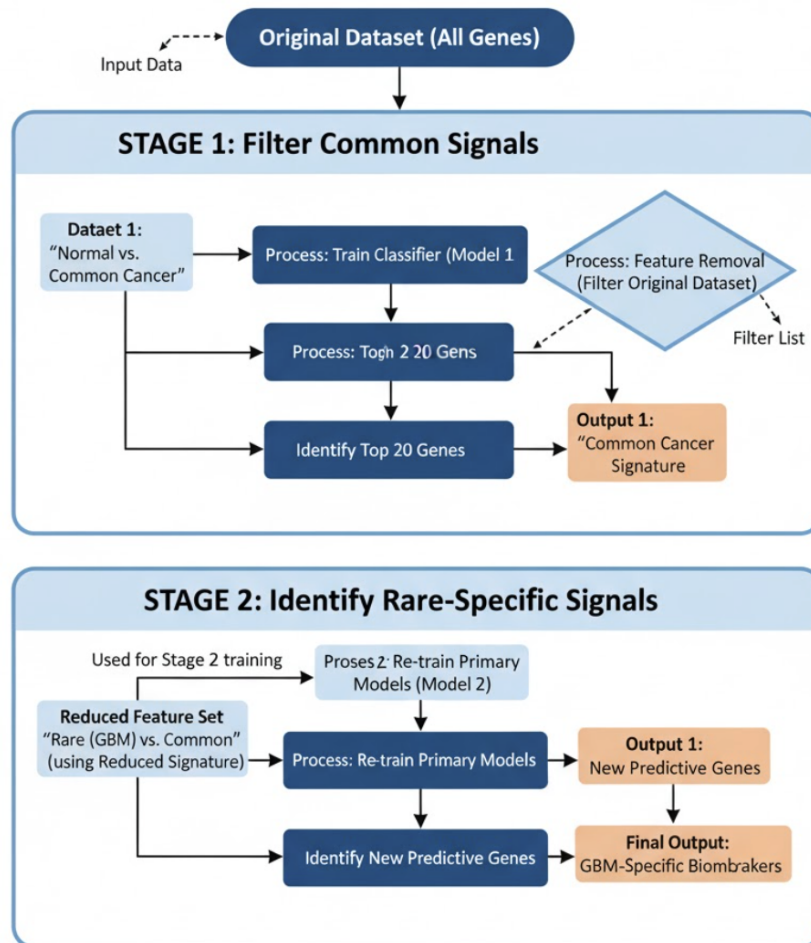 Original Dataset (All Genes)
Input Data
STAGE 1: Filter Common Signals
Dataet 1:
"Normal vs.
Common Cancer"
Process: Train Classifier (Model 1
Process: Feature Removal
(Filter Original Dataset)
Filter List
Process: 2 20 Gens
Identify Top 20 Genes
Output 1:
"Common Cancer
Signature
STAGE 2: Identify Rare-Specific Signals
Used for Stage 2 training
Proses 2: Re-train Primary
Models (Model 2)
Reduced Feature Set
"Rare (GBM) vs. Common"
(using Reduced Signature)
Process: Re-train Primary Models
Output 1:
New Predictive Genes
Identify New Predictive Genes
Final Output:
GBM-Specific